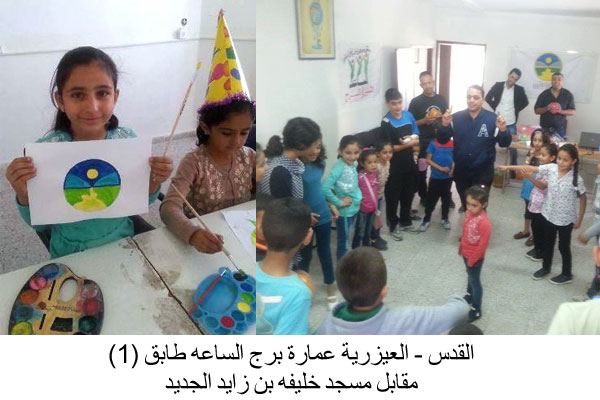 القدس - العيزرية عمارة برج الساعه طابق (1)
مقابل مسجد خليفه بن زايد الجديد